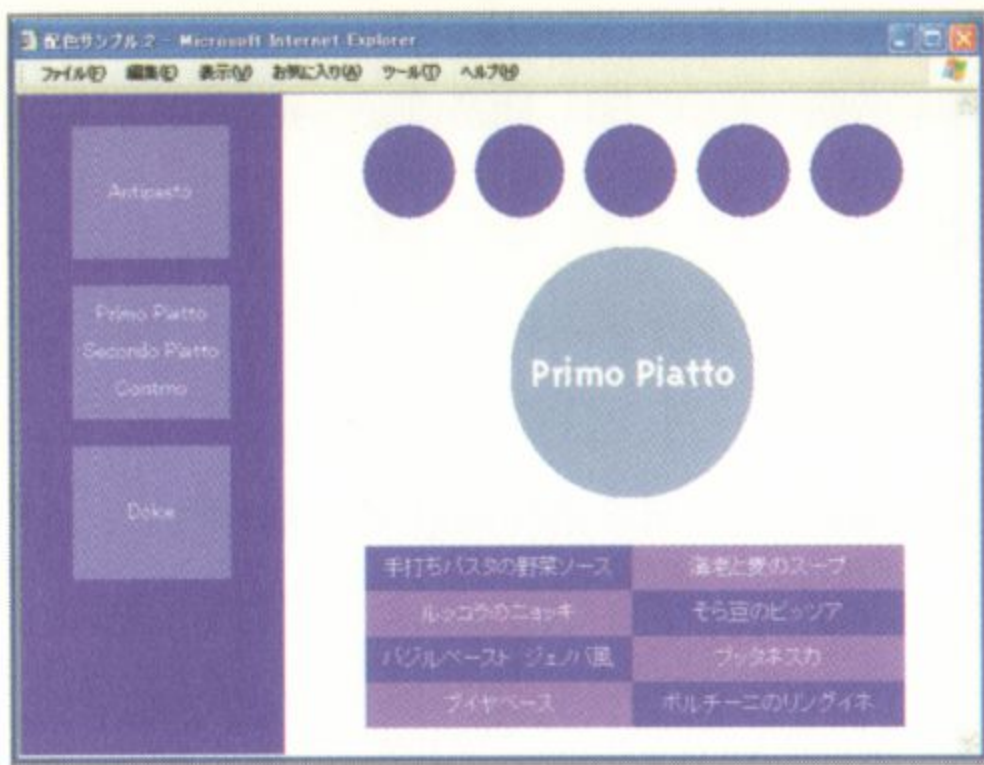 配色サンプル2 - Microsoft Internet Explorer
ファイル(F) 編集(E) 表示(V) お気に入り(A) ツール(T) ヘルプ(H)
Antipasto
Primo Piatto
Secondo Piatto
Contrno
Dolce
Primo Piatto
手打ちパスタの野菜ソース 海老と麦のスープ
ルッコラのニョッキ そら豆のピッツア
バジルペースト ジェノバ風 プッタネスカ
ブイヤベース ポルチーニのリングイネ